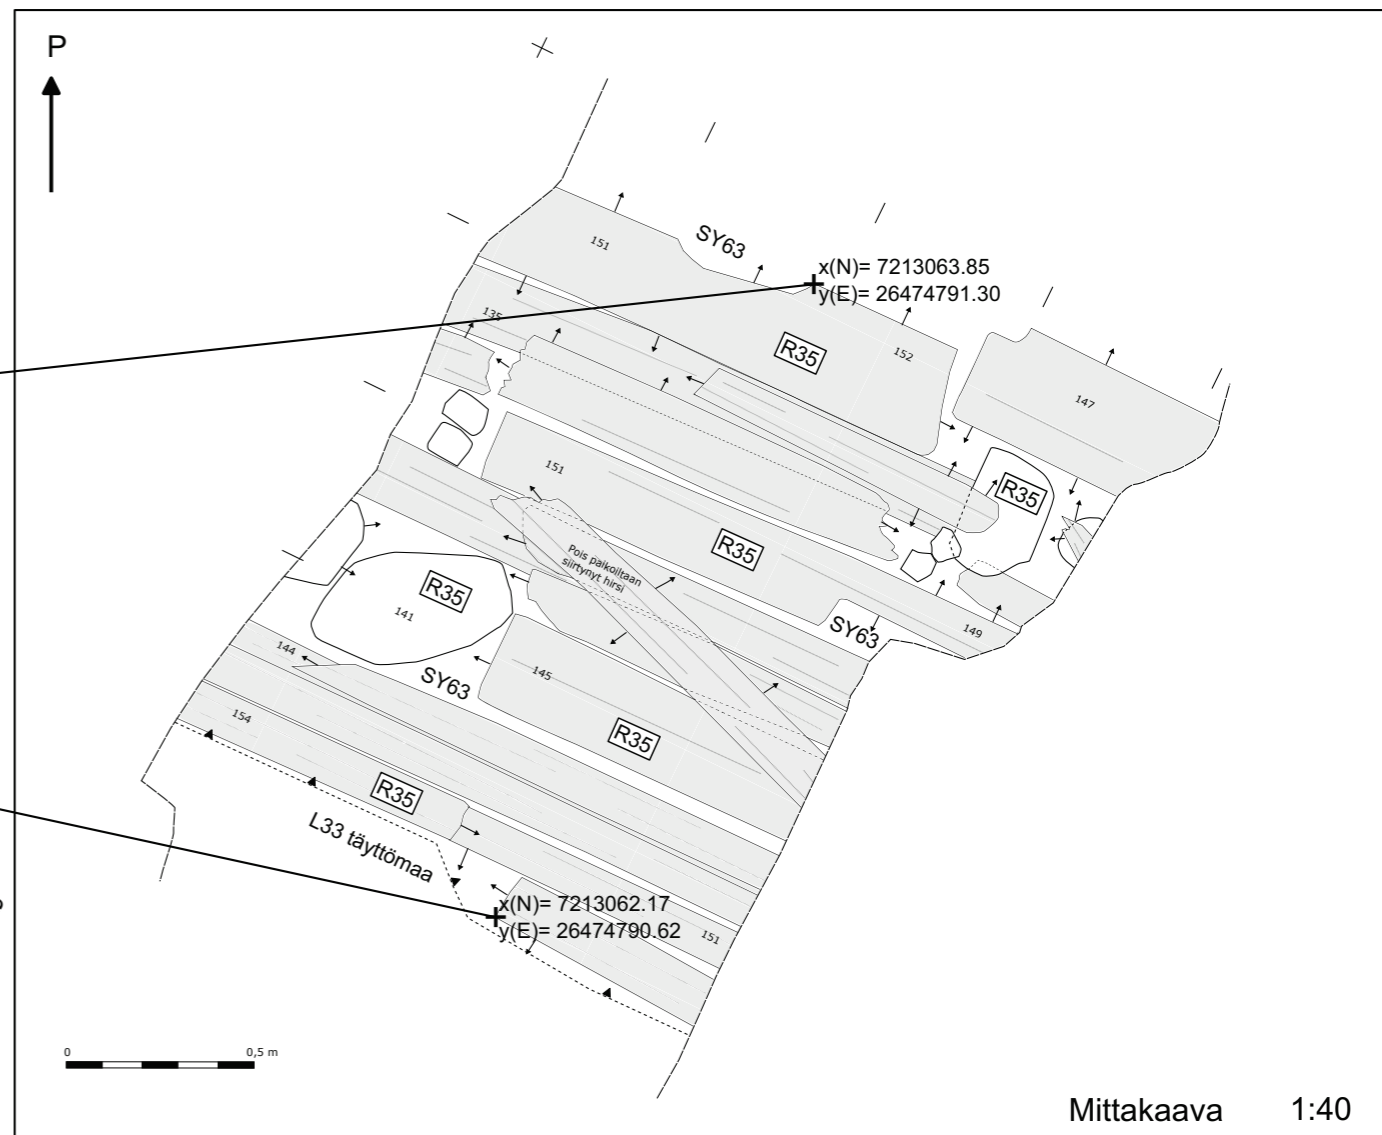 P
SY63
151
x(N)= 7213063.85
y(E)= 26474791.30
135
R35
152
147
151
R35
R35
Pois paikoiltaan
siirtynyt hirsi
R35
141
SY63
149
144
SY63
145
154
R35
R35
L33 täyttömaa
x(N)= 7213062.17
y(E)= 26474790.62
151
0 0,5 m
Mittakaava 1:40